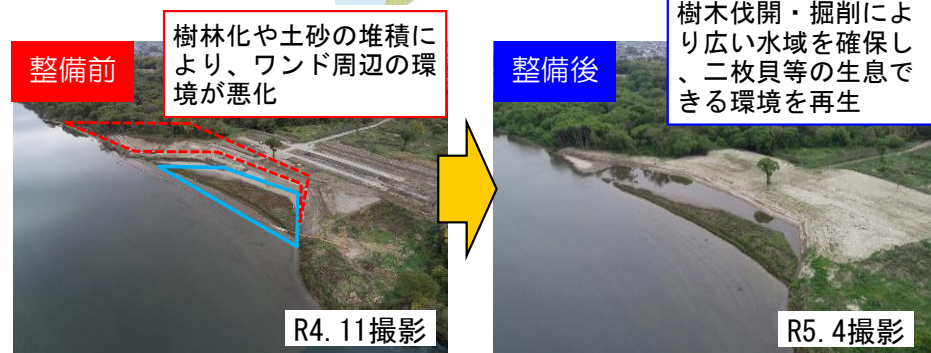 整備前
樹林化や土砂の堆積に
より、ワンド周辺の環
境が悪化
R4.11撮影
整備後
樹木伐開・掘削によ
り広い水域を確保し
、二枚貝等の生息で
きる環境を再生
R5.4撮影